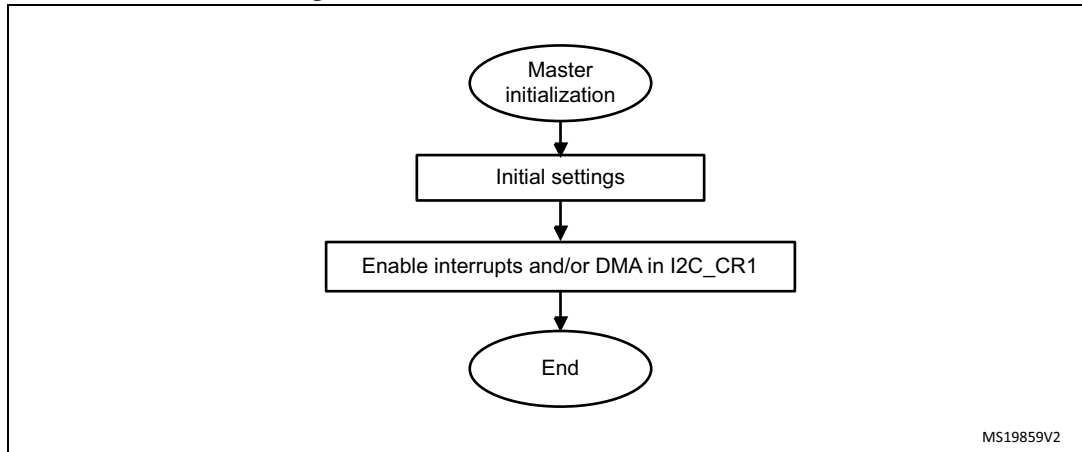 Master
initialization
Initial settings
Enable interrupts and/or DMA in I2C_CR1
End
MS19859V2